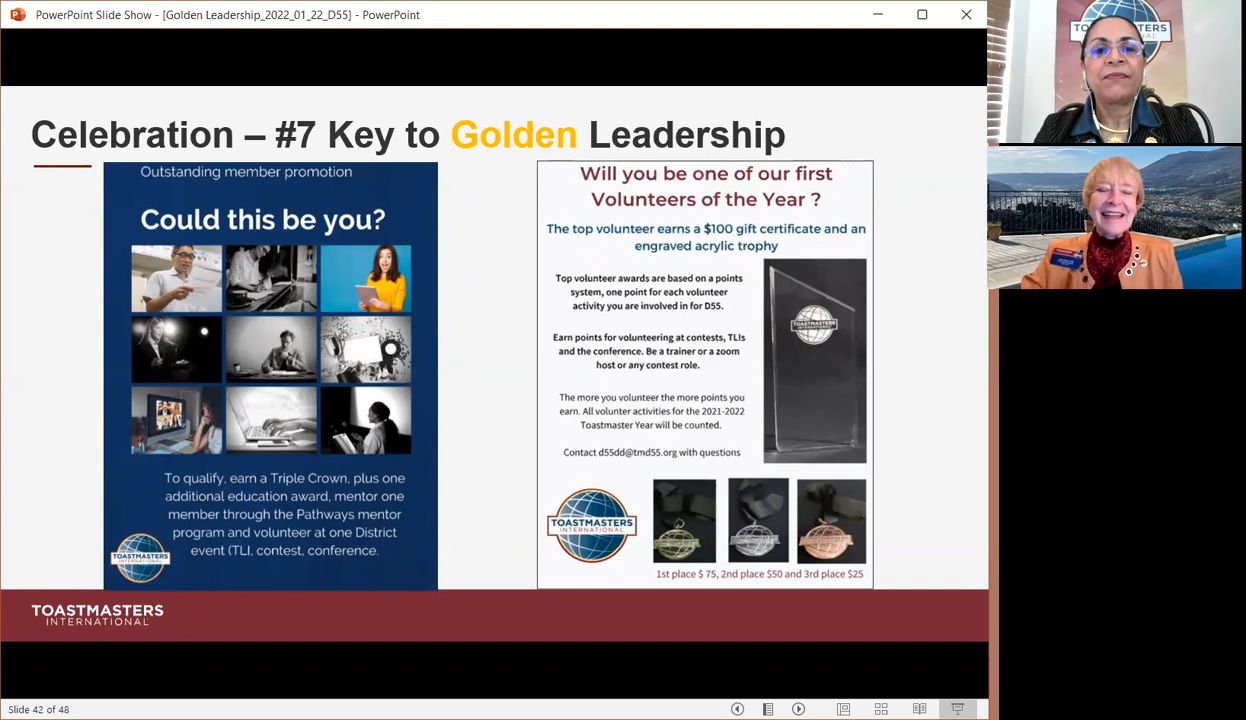 PowerPoint Slide Show - [Golden_Leadership_2022_01_22_D55] - PowerPoint
Celebration – #7 Key to Golden Leadership
Outstanding member promotion
Could this be you?
To qualify, earn a Triple Crown, plus one
additional education award, mentor one
member through the Pathways mentor
program and volunteer at one District
event (TLI, contest, conference.
TOASTMASTERS
INTERNATIONAL
Will you be one of our first
Volunteers of the Year ?
The top volunteer earns a $100 gift certificate and an
engraved acrylic trophy
Top volunteer awards are based on a points
system, one point for each volunteer
activity you are involved in for D55.
Earn points for volunteering at contests, TLIs
and the conference. Be a trainer or a zoom
host or any contest role.
The more you volunteer the more points you
earn. All volunter activities for the 2021-2022
Toastmaster Year will be counted.
Contact d55dd@tmd55.org with questions
TOASTMASTERS
INTERNATIONAL
TOASTMASTERS
INTERNATIONAL
TOASTMASTERS
TOASTMASTERS
TOASTMASTERS
1st place $ 75, 2nd place $50 and 3rd place $25
TOASTMASTERS
INTERNATIONAL
Slide 42 of 48
TOASTMASTERS
INTERNATIONAL